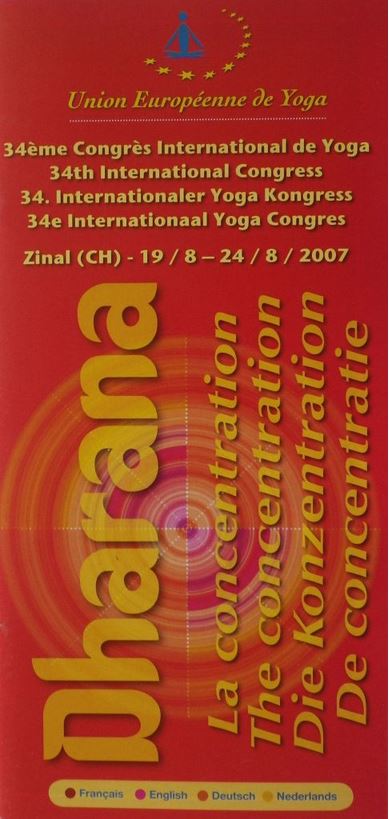 Union Européenne de Yoga
34ème Congrès International de Yoga
34th International Congress
34. Internationaler Yoga Kongress
34e Internationaal Yoga Congres
Zinal (CH) - 19 / 8 – 24 / 8 / 2007
Dharana
La concentration
The concentration
Die Konzentration
De concentratie
Français English Deutsch Nederlands